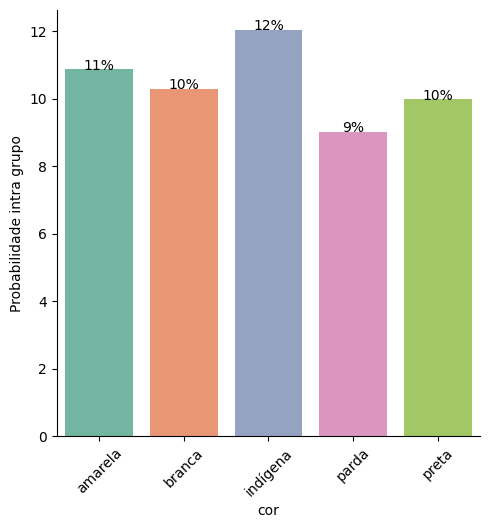 Probabilidade intra grupo
12
10
8
6
4
2
0
11%
10%
12%
9%
10%
amarela
branca
indígena
parda
preta
cor